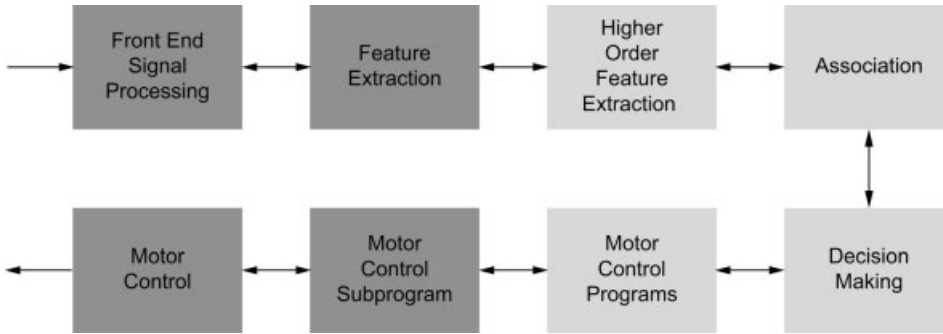 Front End
Signal
Processing
Feature
Extraction
Higher
Order
Feature
Extraction
Association
Motor
Control
Motor
Control
Subprogram
Motor
Control
Programs
Decision
Making